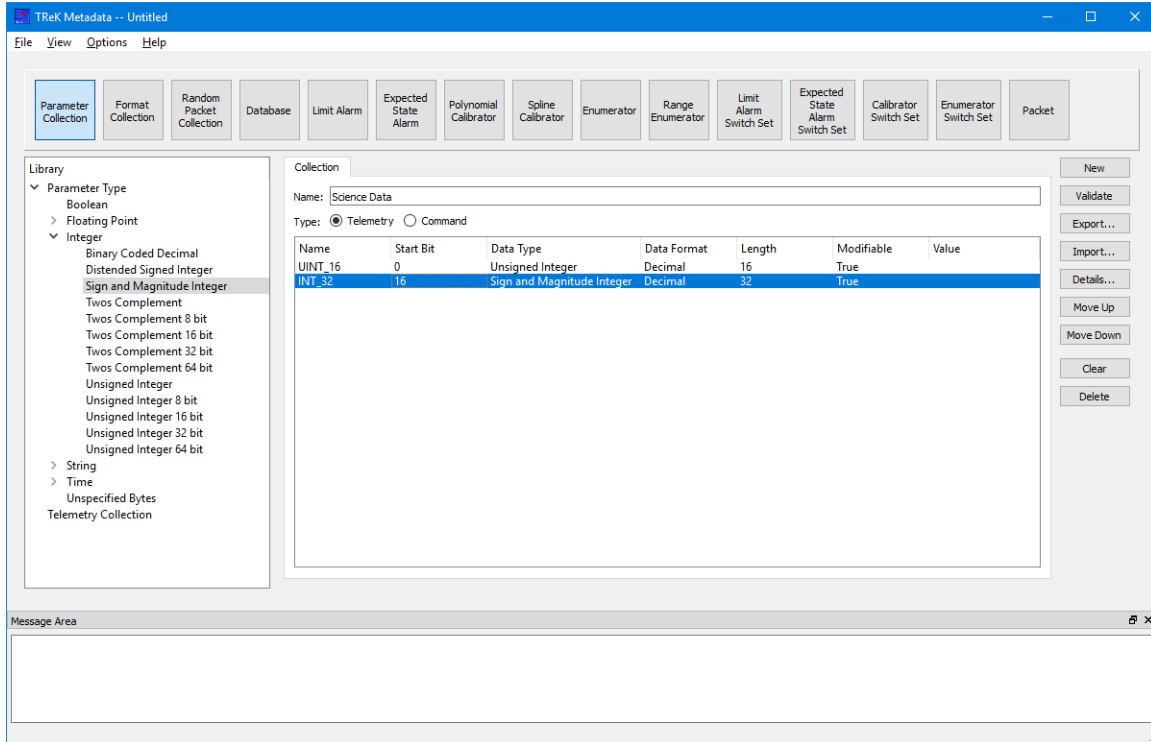 TReK Metadata -- Untitled
File View Options Help
Parameter Collection
Format Collection
Random Packet Collection
Database
Limit Alarm
Expected State Alarm
Polynomial Calibrator
Spline Calibrator
Enumerator
Range Enumerator
Limit Alarm Switch Set
Expected State Alarm Switch Set
Calibrator Switch Set
Enumerator Switch Set
Packet
Library
Parameter Type
Boolean
Floating Point
Integer
Binary Coded Decimal
Distended Signed Integer
Sign and Magnitude Integer
Twos Complement
Twos Complement 8 bit
Twos Complement 16 bit
Twos Complement 32 bit
Twos Complement 64 bit
Unsigned Integer
Unsigned Integer 8 bit
Unsigned Integer 16 bit
Unsigned Integer 32 bit
Unsigned Integer 64 bit
String
Time
Unspecified Bytes
Telemetry Collection
Collection
Name: Science Data
Type: Telemetry Command
Name Start Bit Data Type Data Format Length Modifiable Value
UINT_16 0 Unsigned Integer Decimal 16 True
INT_32 16 Sign and Magnitude Integer Decimal 32 True
New
Validate
Export...
Import...
Details...
Move Up
Move Down
Clear
Delete
Message Area